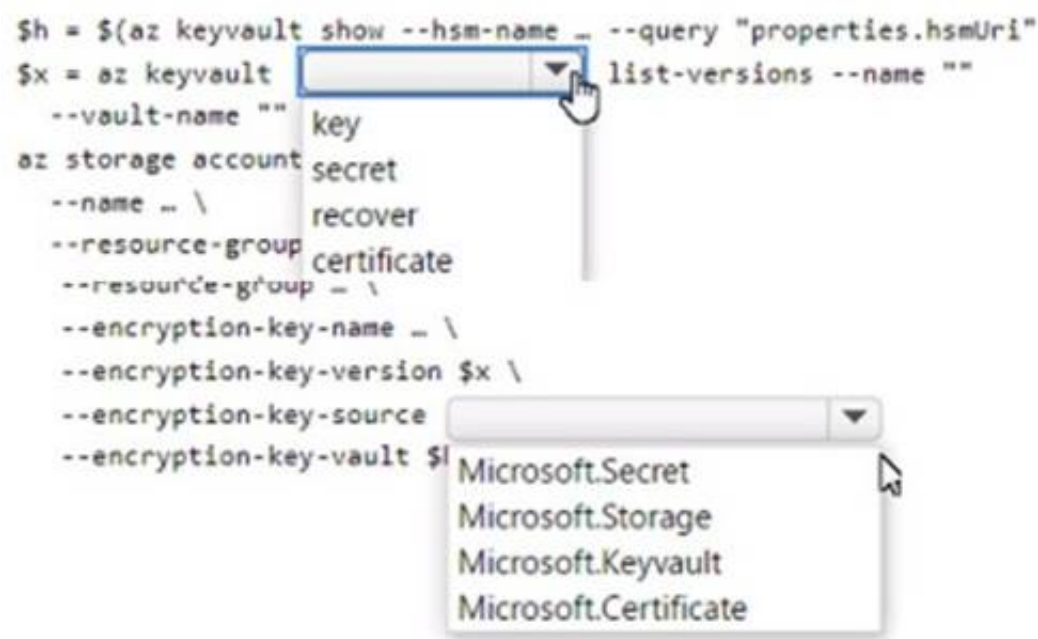 $h = $(az keyvault show --hsm-name … --query "properties.hsmUri"
$x = az keyvault list-versions --name ""
--vault-name ""
key
secret
recover
certificate
az storage account
--name … \
--resource-group
--resource-group … \
--encryption-key-name … \
--encryption-key-version $x \
--encryption-key-source
--encryption-key-vault
Microsoft.Secret
Microsoft.Storage
Microsoft.Keyvault
Microsoft.Certificate